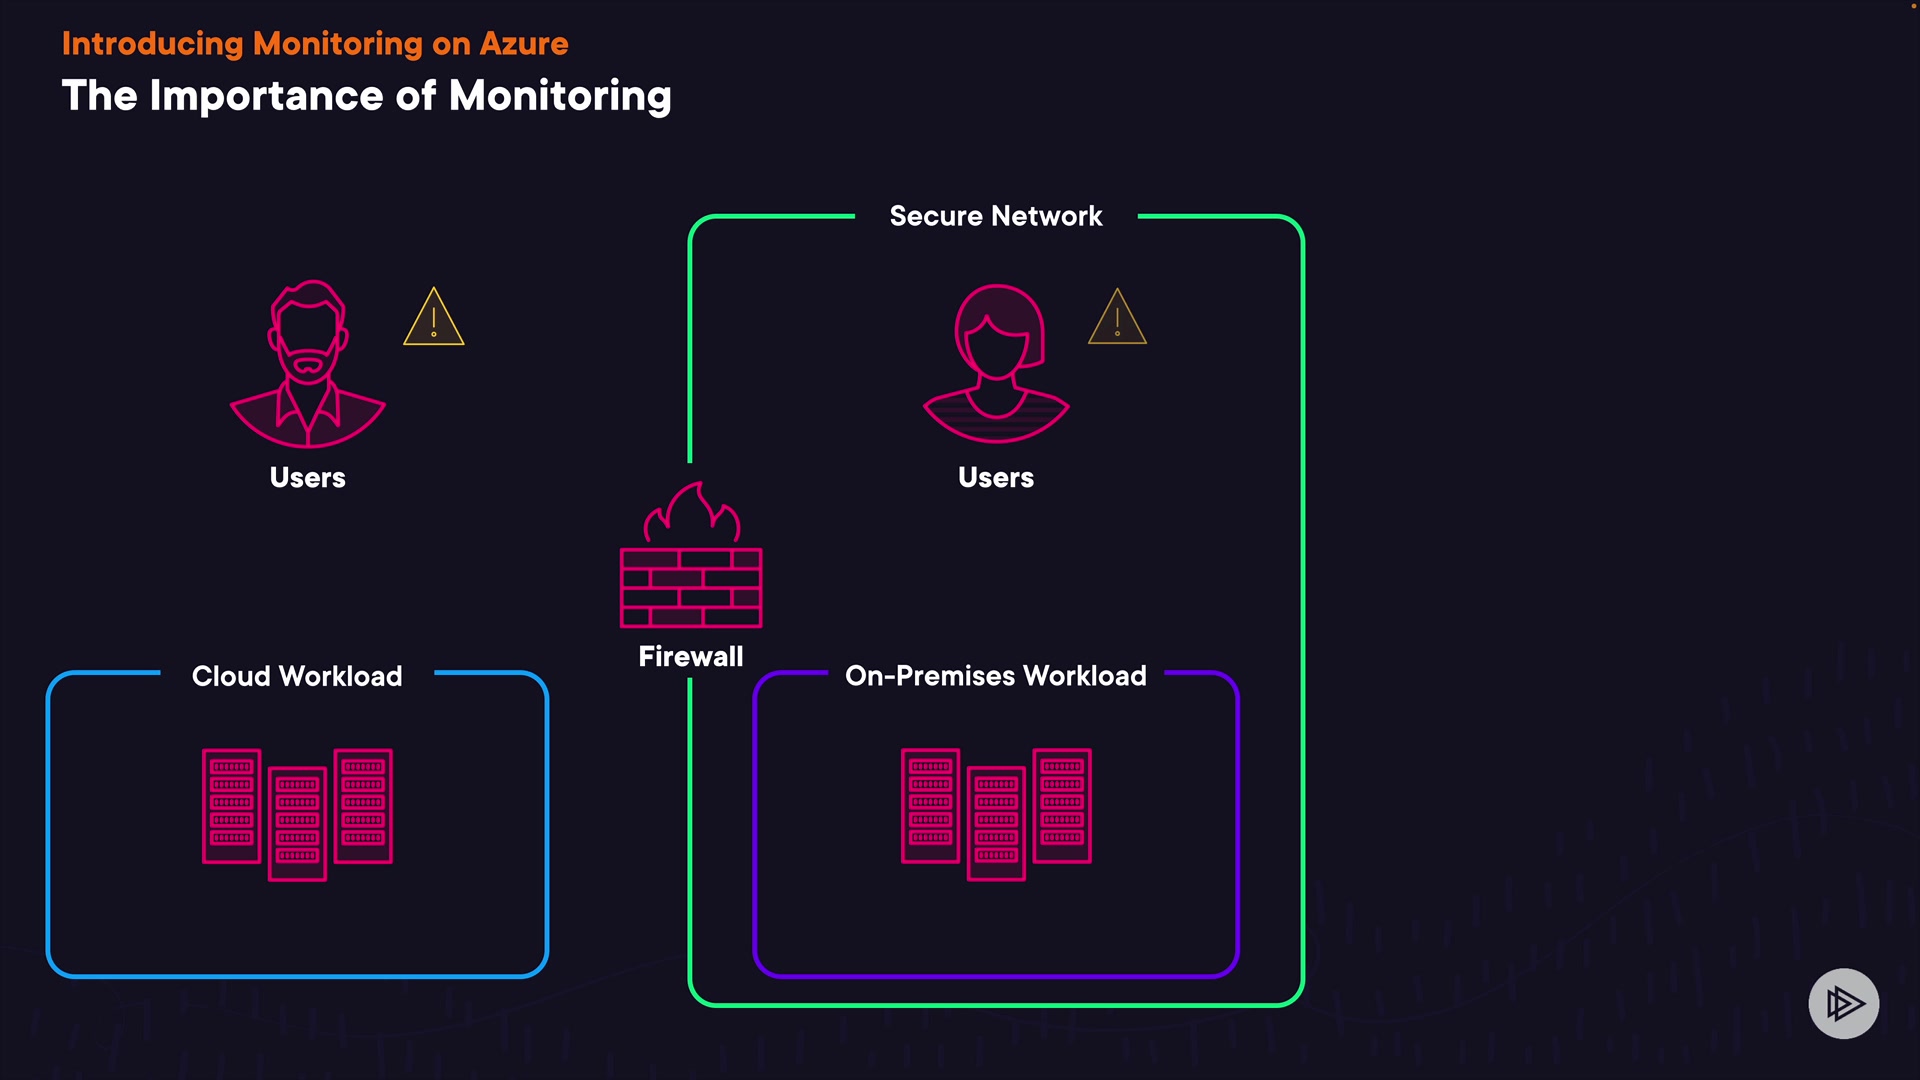 Introducing Monitoring on Azure
The Importance of Monitoring
Secure Network
Users
Users
Firewall
Cloud Workload
On-Premises Workload